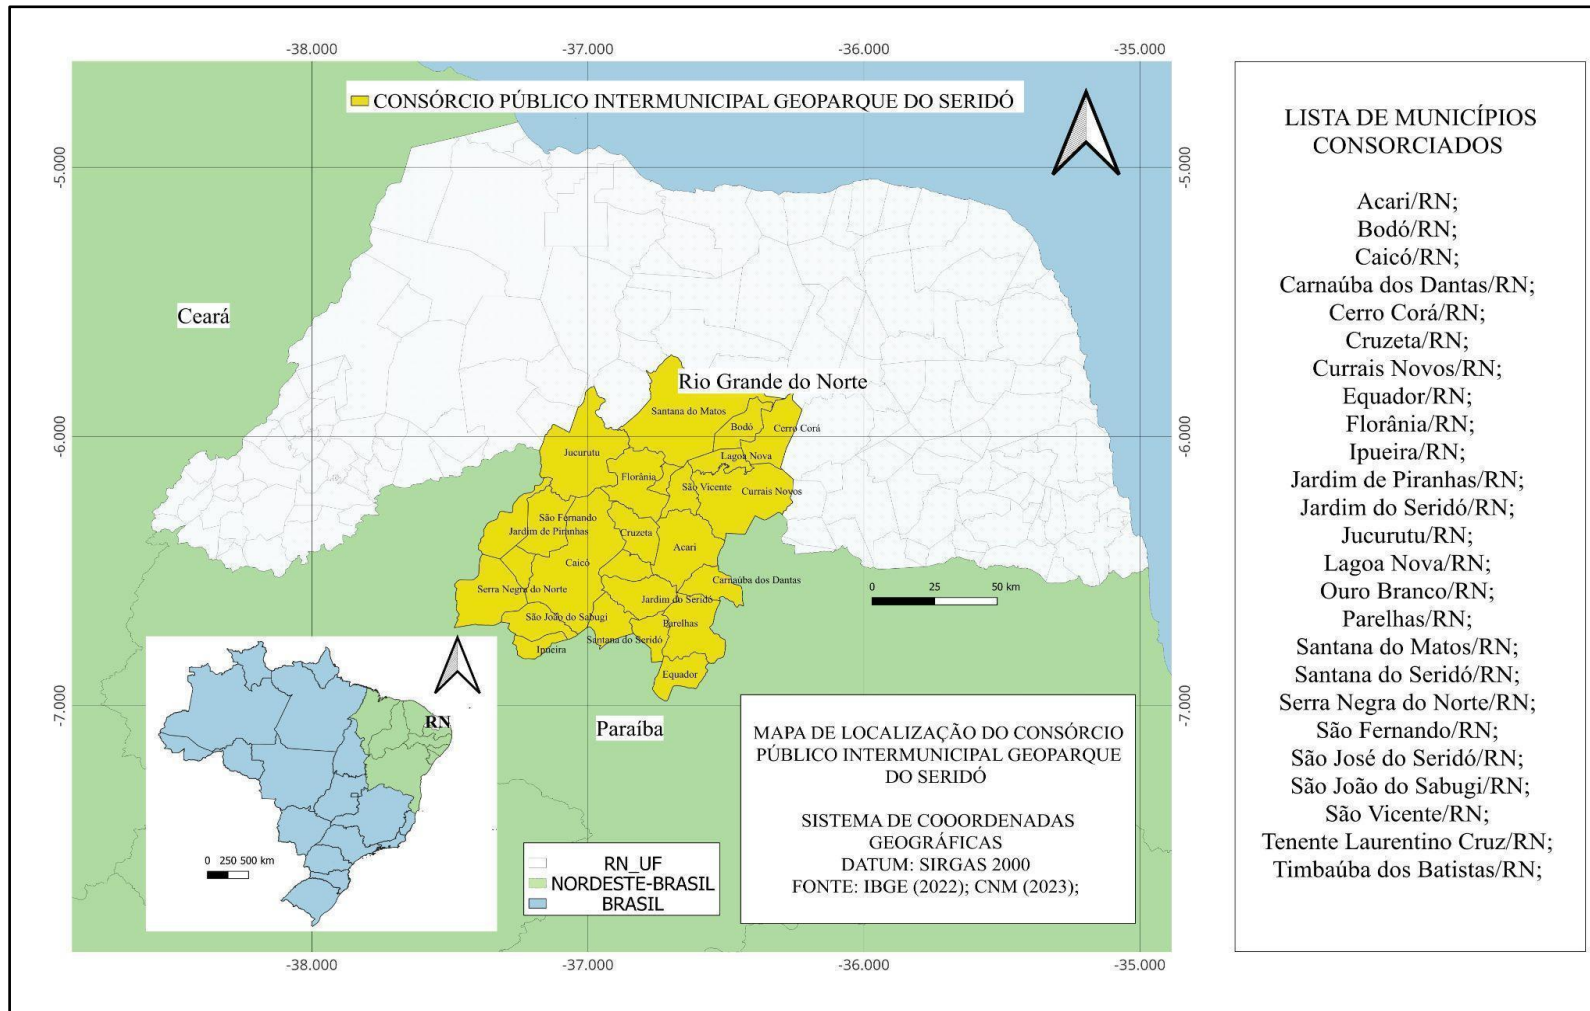 -38.000
-37.000
-36.000
-35.000
CONSÓRCIO PÚBLICO INTERMUNICIPAL GEOPARQUE DO SERIDÓ
-5.000
-5.000
Ceará
Rio Grande do Norte
Santana do Matos
Bodó
Cerro Corá
-6.000
-6.000
Jucurutu
Lagoa Nova
Florânia
São Vicente
Currais Novos
São Fernando
Jardim de Piranhas
Cruzeta
Acari
Caicó
Carnaúba dos Dantas
Serra Negra do Norte
Jardim do Seridó
São João do Sabugi
Parelhas
Santana do Seridó
Ipueira
Equador
0 25 50 km
-7.000
-7.000
Paraíba
RN
0 250 500 km
RN_UF
NORDESTE-BRASIL
BRASIL
MAPA DE LOCALIZAÇÃO DO CONSÓRCIO
PÚBLICO INTERMUNICIPAL GEOPARQUE
DO SERIDÓ
SISTEMA DE COOORDENADAS
GEOGRÁFICAS
DATUM: SIRGAS 2000
FONTE: IBGE (2022); CNM (2023);
-38.000
-37.000
-36.000
-35.000
LISTA DE MUNICÍPIOS
CONSORCIADOS
Acari/RN;
Bodó/RN;
Caicó/RN;
Carnaúba dos Dantas/RN;
Cerro Corá/RN;
Cruzeta/RN;
Currais Novos/RN;
Equador/RN;
Florânia/RN;
Ipueira/RN;
Jardim de Piranhas/RN;
Jardim do Seridó/RN;
Jucurutu/RN;
Lagoa Nova/RN;
Ouro Branco/RN;
Parelhas/RN;
Santana do Matos/RN;
Santana do Seridó/RN;
Serra Negra do Norte/RN;
São Fernando/RN;
São José do Seridó/RN;
São João do Sabugi/RN;
São Vicente/RN;
Tenente Laurentino Cruz/RN;
Timbaúba dos Batistas/RN;